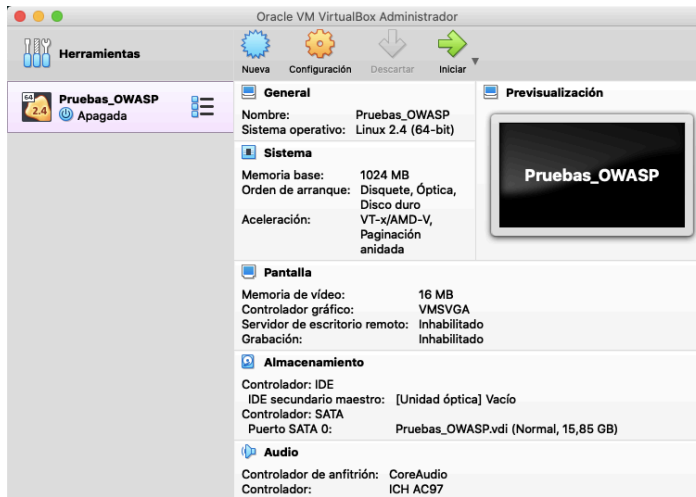 Oracle VM VirtualBox Administrador
Herramientas
Nueva Configuración Descartar Iniciar
64
2.4
Pruebas_OWASP
Apagada
General
Nombre: Pruebas_OWASP
Sistema operativo: Linux 2.4 (64-bit)
Previsualización
Pruebas_OWASP
Sistema
Memoria base: 1024 MB
Orden de arranque: Disquete, Óptica,
Disco duro
Aceleración: VT-x/AMD-V,
Paginación
anidada
Pantalla
Memoria de vídeo: 16 MB
Controlador gráfico: VMSVGA
Servidor de escritorio remoto: Inhabilitado
Grabación: Inhabilitado
Almacenamiento
Controlador: IDE
IDE secundario maestro: [Unidad óptica] Vacío
Controlador: SATA
Puerto SATA 0: Pruebas_OWASP.vdi (Normal, 15,85 GB)
Audio
Controlador de anfitrión: CoreAudio
Controlador: ICH AC97